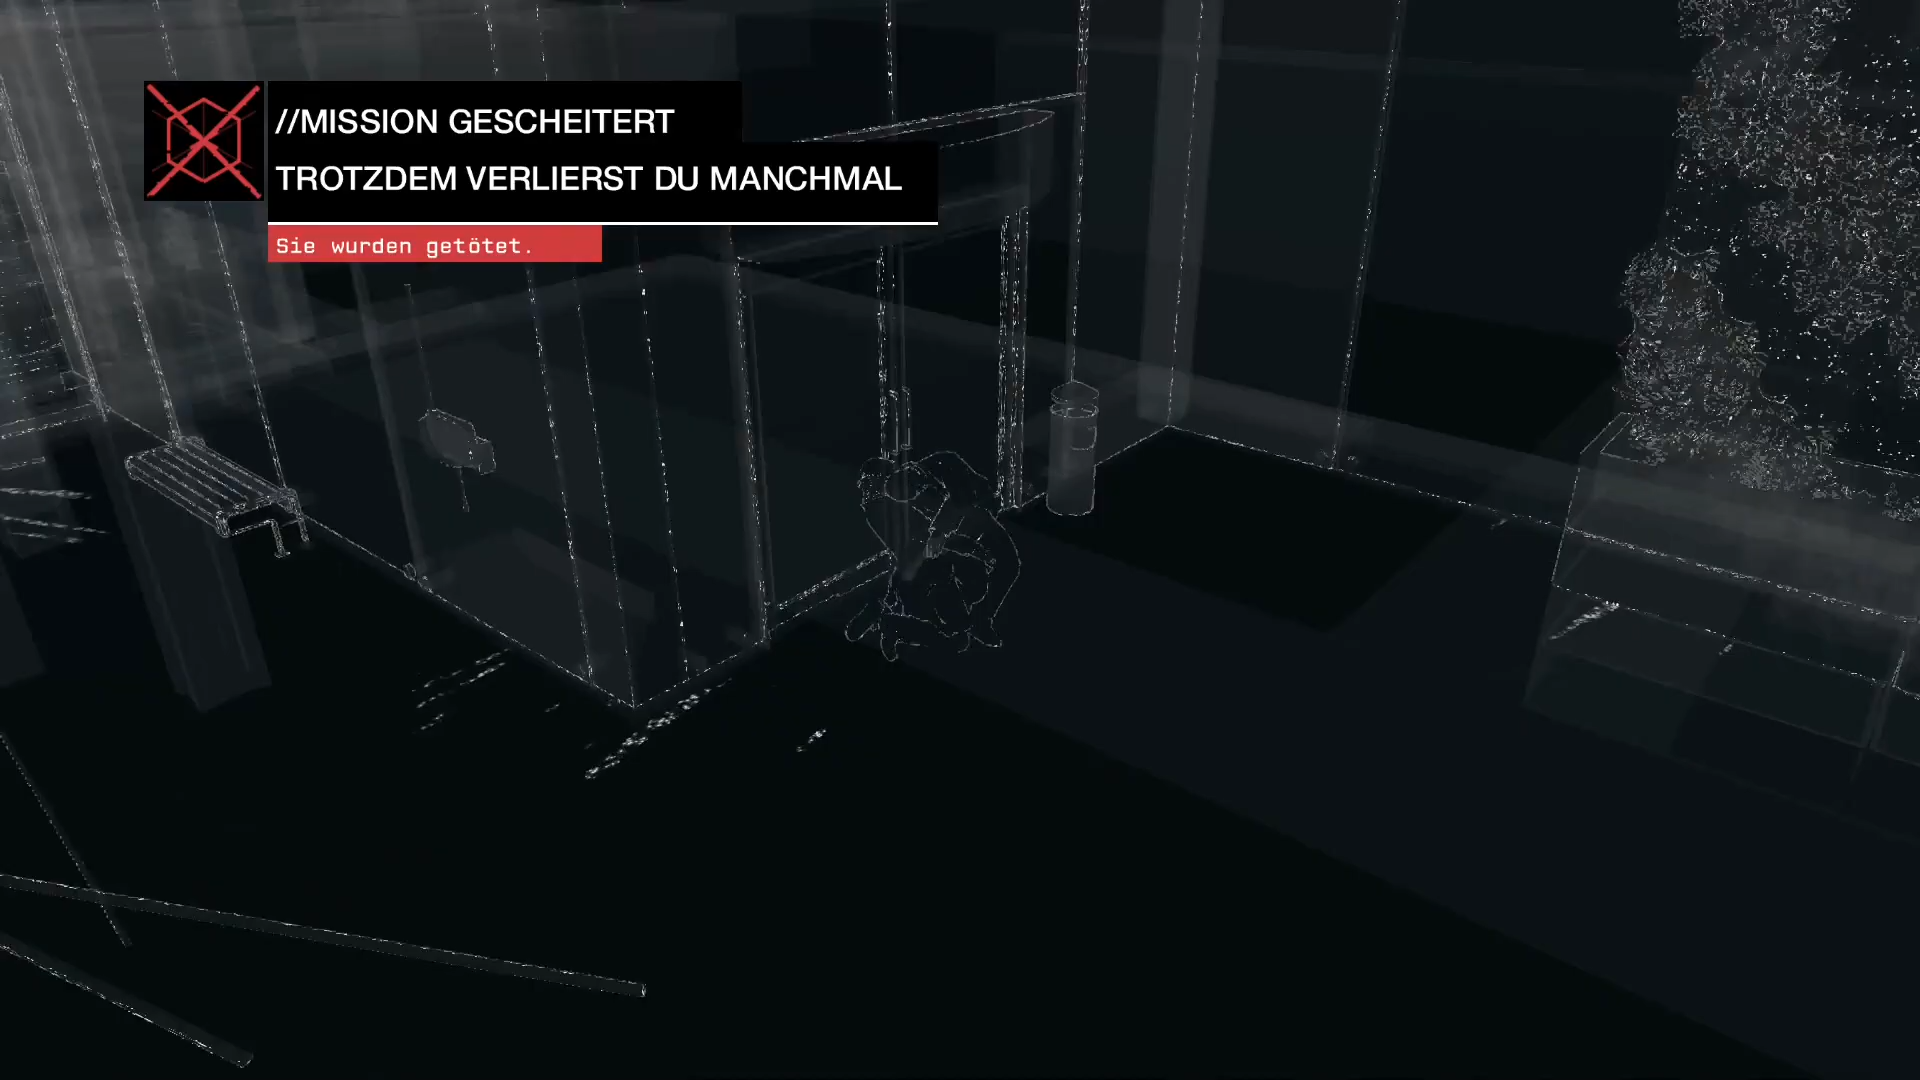 //MISSION GESCHEITERT
TROTZDEM VERLIERST DU MANCHMAL
Sie wurden getötet.